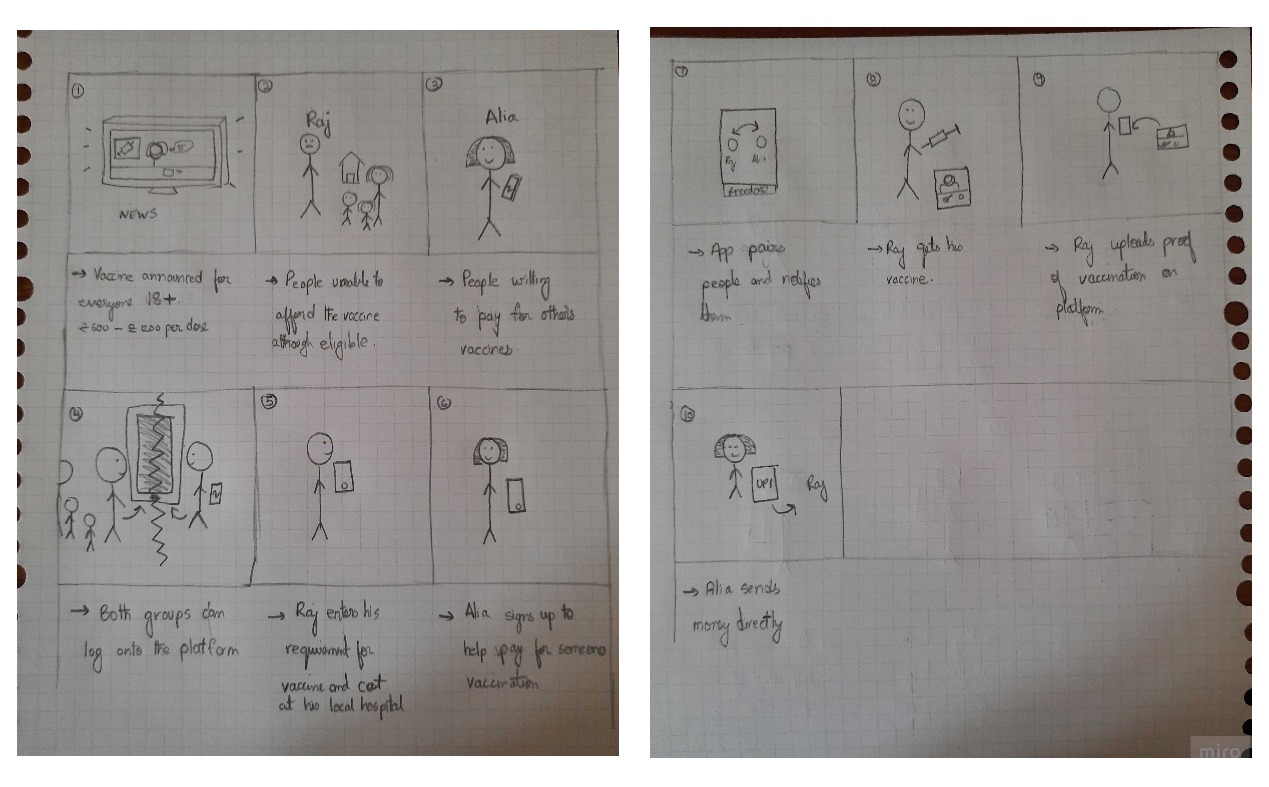 ①
NEWS
→ Vaccine announced for
everyone 18+.
₹600 - ₹1200 per dose
②
Raj
→ People unable to
afford the vaccine
although eligible.
③
Alia
→ People willing
to pay for others
vaccines.
④
→ Both groups can
log onto the platform
⑤
→ Raj enters his
requirement for
vaccine and cost
at his local hospital
⑥
→ Alia signs up to
help pay for someone
vaccination
⑦
Raj Alia
→ App pairs
people and notifies
them
⑧
→ Raj gets his
vaccine.
⑨
→ Raj uploads proof
of vaccination on
platform.
⑩
UPI
Raj
→ Alia sends
money directly
miro